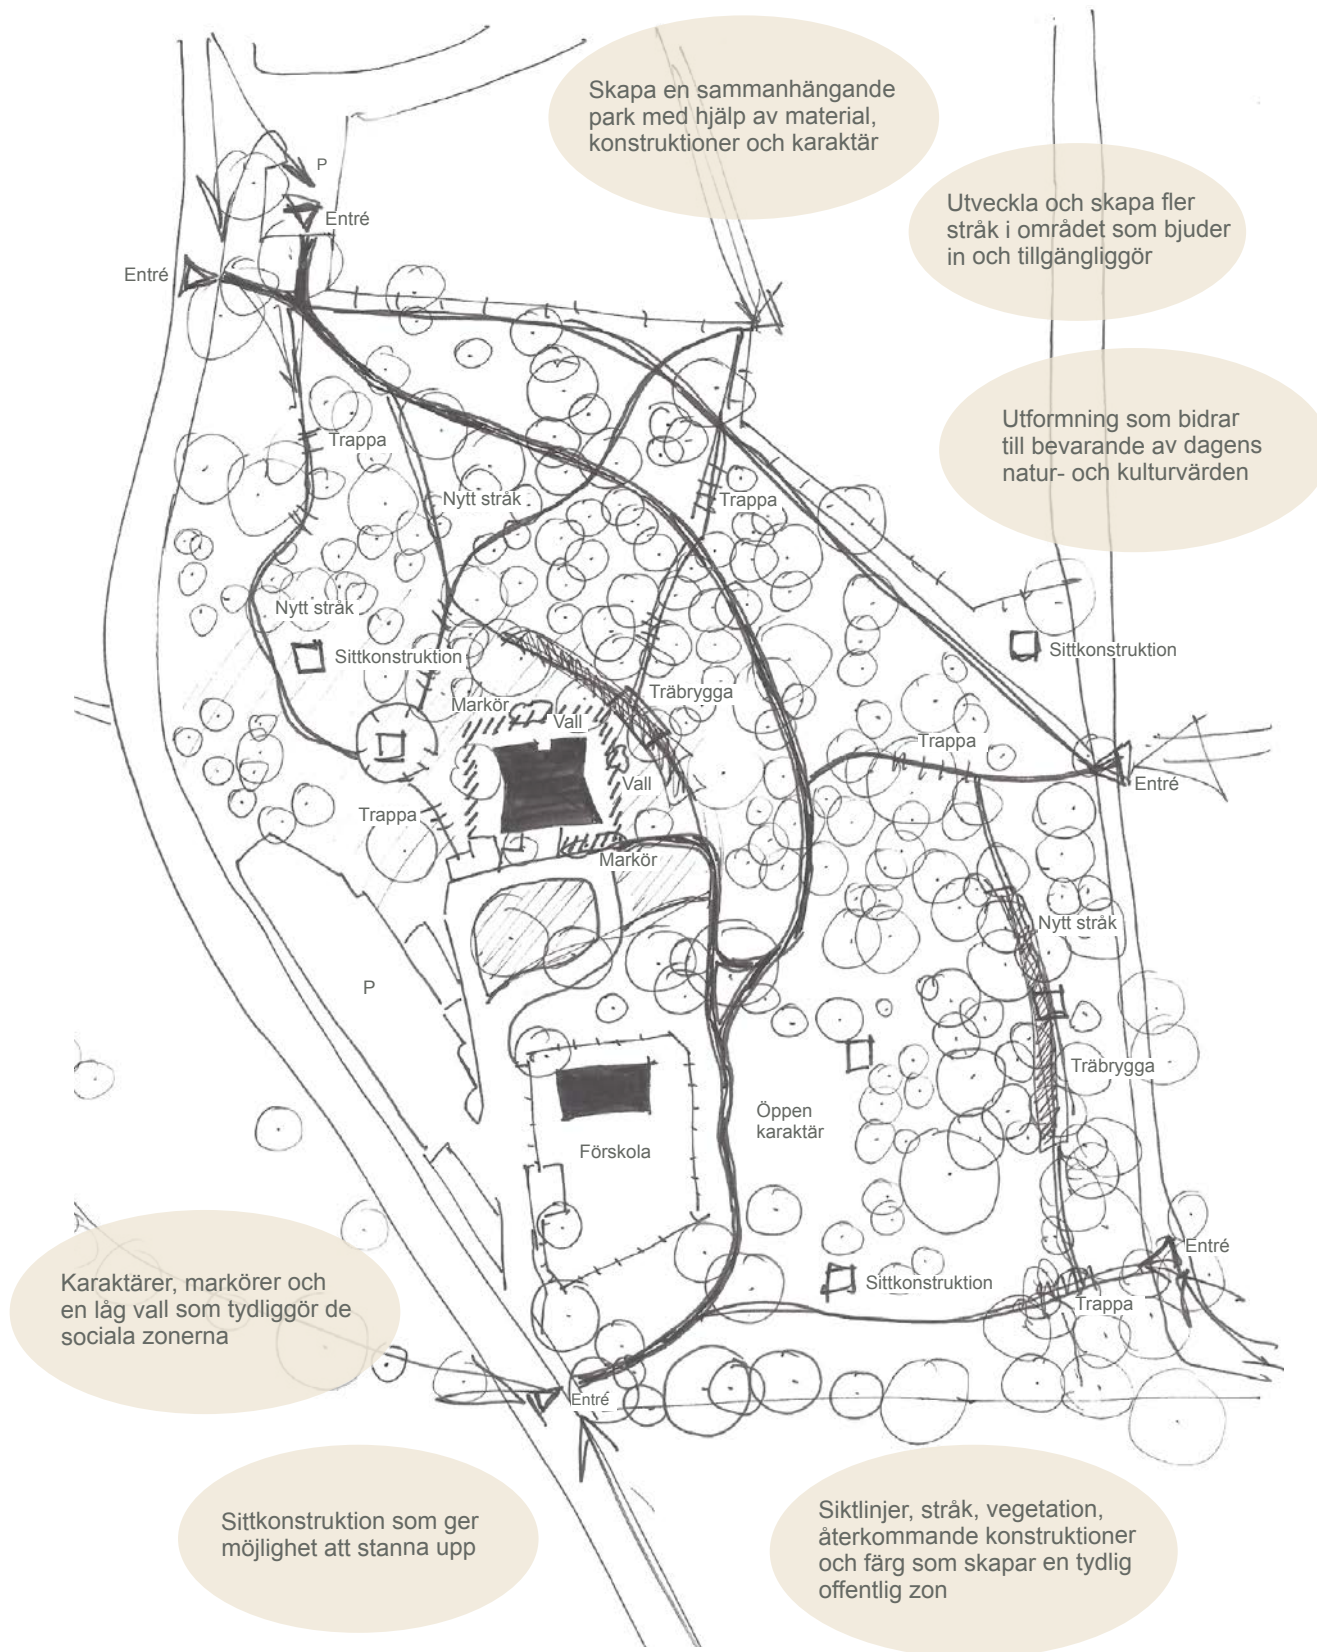 Skapa en sammanhängande
park med hjälp av material,
konstruktioner och karaktär
P
Utveckla och skapa fler
stråk i området som bjuder
in och tillgängliggör
Entré
Entré
Utformning som bidrar
till bevarande av dagens
natur- och kulturvärden
Trappa
Nytt stråk
Trappa
Nytt stråk
Sittkonstruktion
Sittkonstruktion
Träbrygga
Markör
Vall
Trappa
Vall
Entré
Trappa
Markör
Nytt stråk
P
Träbrygga
Öppen
karaktär
Förskola
Entré
Karaktärer, markörer och
en låg vall som tydliggör de
sociala zonerna
Sittkonstruktion
Trappa
Entré
Sittkonstruktion som ger
möjlighet att stanna upp
Siktlinjer, stråk, vegetation,
återkommande konstruktioner
och färg som skapar en tydlig
offentlig zon